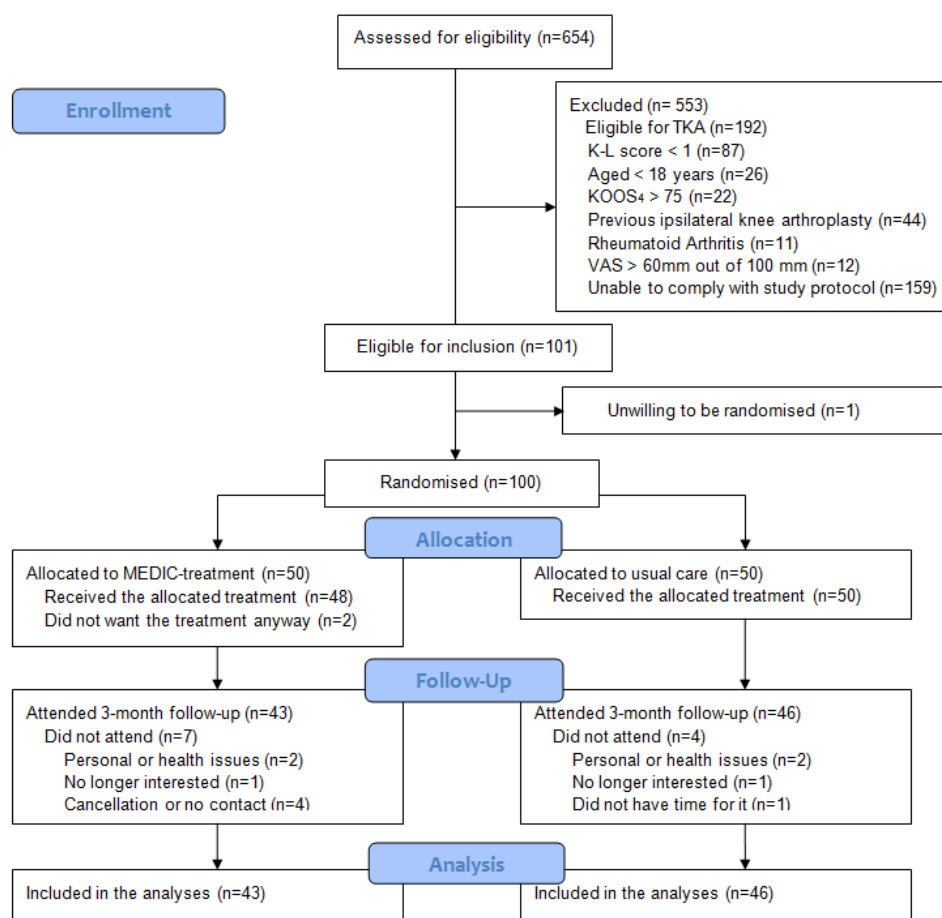 Assessed for eligibility (n=654)
Enrollment
Excluded (n= 553)
Eligible for TKA (n=192)
K-L score < 1 (n=87)
Aged < 18 years (n=26)
KOOS₄ > 75 (n=22)
Previous ipsilateral knee arthroplasty (n=44)
Rheumatoid Arthritis (n=11)
VAS > 60mm out of 100 mm (n=12)
Unable to comply with study protocol (n=159)
Eligible for inclusion (n=101)
Unwilling to be randomised (n=1)
Randomised (n=100)
Allocation
Allocated to MEDIC-treatment (n=50)
Received the allocated treatment (n=48)
Did not want the treatment anyway (n=2)
Allocated to usual care (n=50)
Received the allocated treatment (n=50)
Follow-Up
Attended 3-month follow-up (n=43)
Did not attend (n=7)
Personal or health issues (n=2)
No longer interested (n=1)
Cancellation or no contact (n=4)
Attended 3-month follow-up (n=46)
Did not attend (n=4)
Personal or health issues (n=2)
No longer interested (n=1)
Did not have time for it (n=1)
Analysis
Included in the analyses (n=43)
Included in the analyses (n=46)